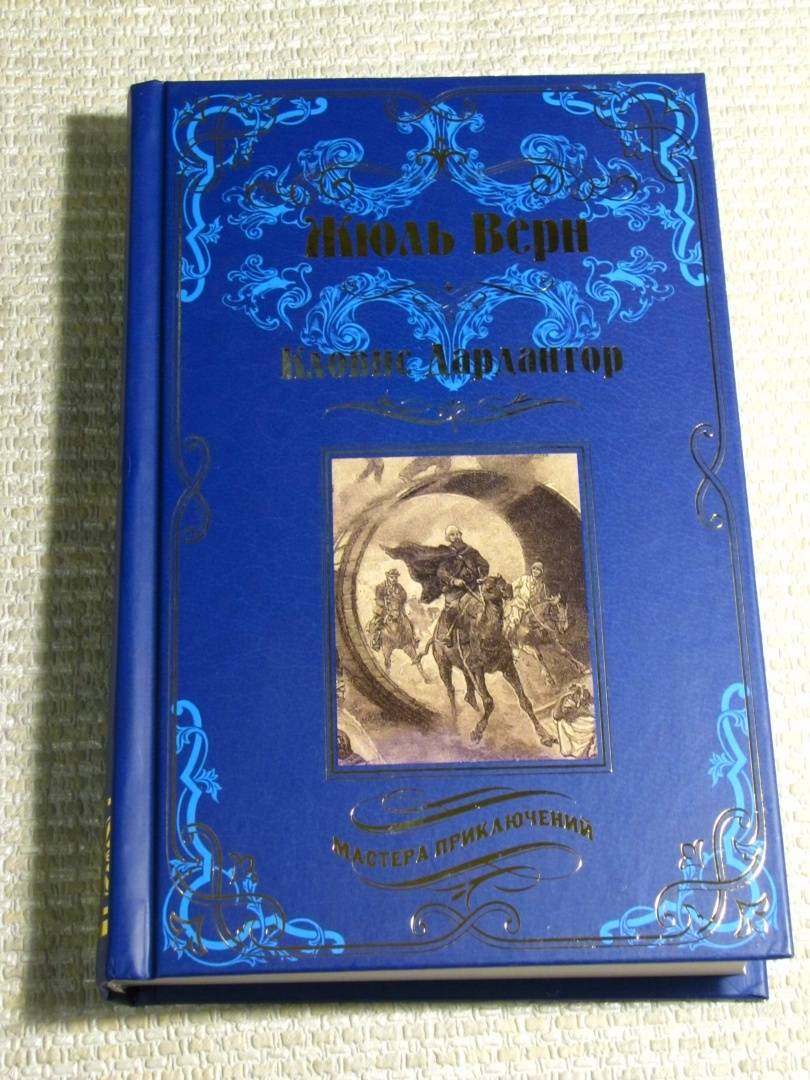 Жюль Верн
Кловис Дардантор
МАСТЕРА ПРИКЛЮЧЕНИЙ